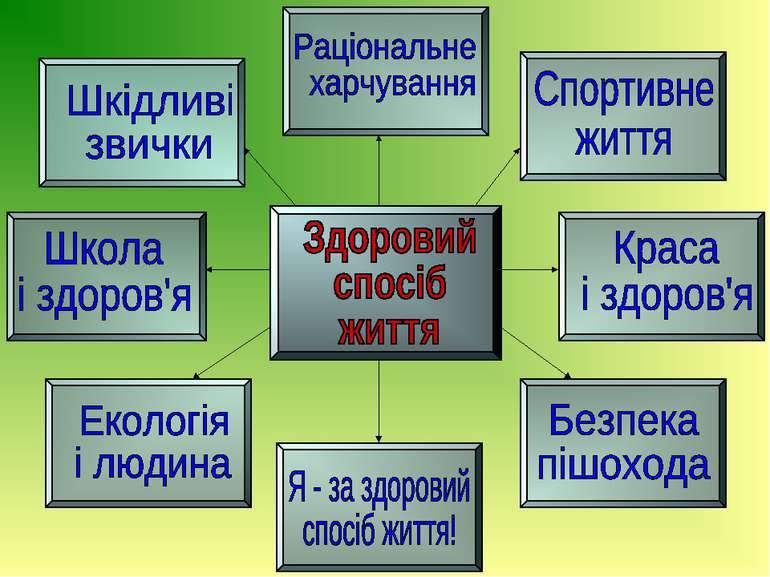 Раціональне
харчування
Шкідливі
звички
Спортивне
життя
Школа
і здоров'я
Здоровий
спосіб
життя
Краса
і здоров'я
Екологія
і людина
Безпека
пішохода
Я - за здоровий
спосіб життя!